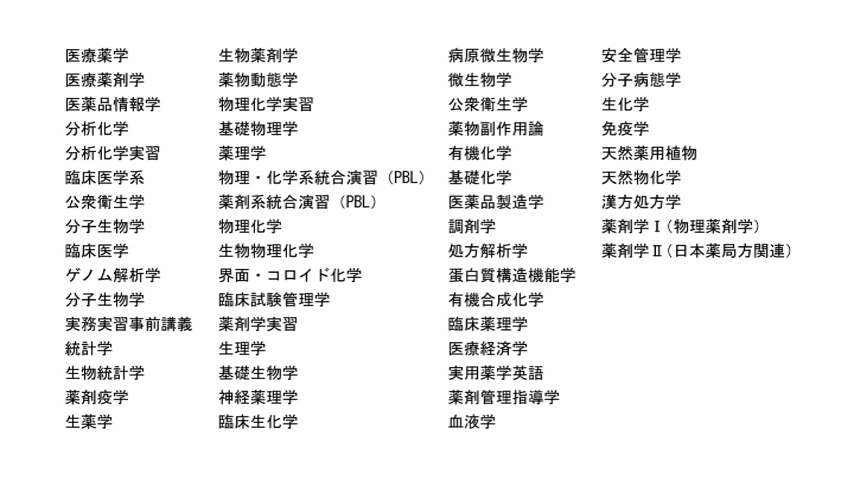 医療薬学
医療薬剤学
医薬品情報学
分析化学
分析化学実習
臨床医学系
公衆衛生学
分子生物学
臨床医学
ゲノム解析学
分子生物学
実務実習事前講義
統計学
生物統計学
薬剤疫学
生薬学
生物薬剤学
薬物動態学
物理化学実習
基礎物理学
薬理学
物理・化学系統合演習（PBL）
薬剤系統合演習（PBL）
物理化学
生物物理化学
界面・コロイド化学
臨床試験管理学
薬剤学実習
生理学
基礎生物学
神経薬理学
臨床生化学
病原微生物学
微生物学
公衆衛生学
薬物副作用論
有機化学
基礎化学
医薬品製造学
調剤学
処方解析学
蛋白質構造機能学
有機合成化学
臨床薬理学
医療経済学
実用薬学英語
薬剤管理指導学
血液学
安全管理学
分子病態学
生化学
免疫学
天然薬用植物
天然物化学
漢方処方学
薬剤学Ⅰ（物理薬剤学）
薬剤学Ⅱ（日本薬局方関連）